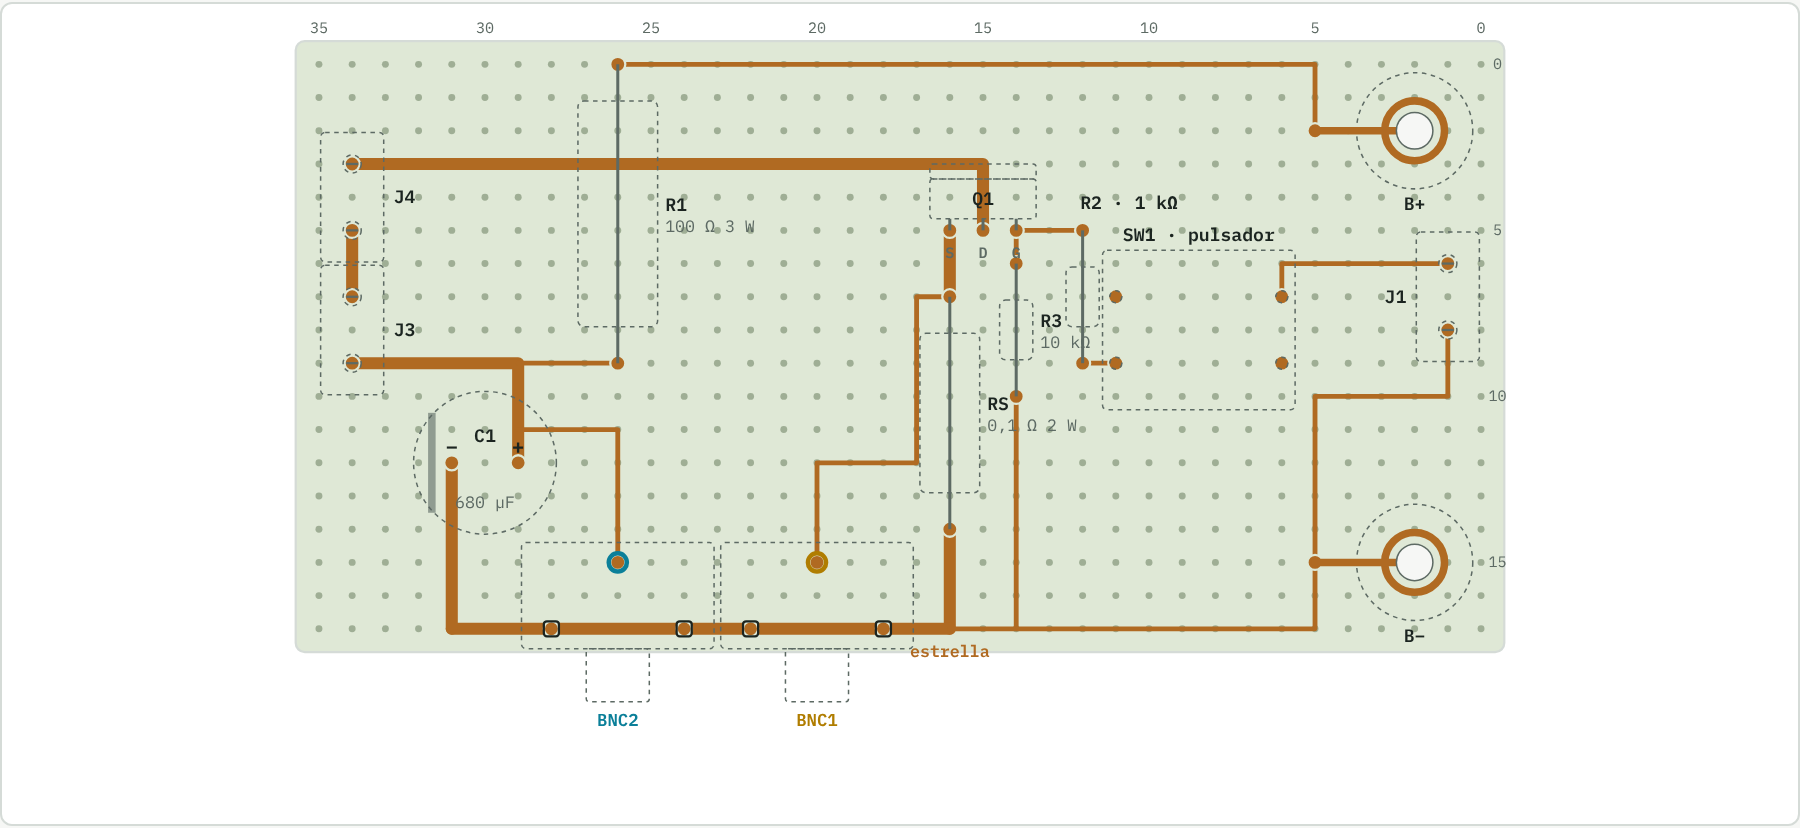 35 30 25 20 15 10 5 0
0
J4
R1
100 Ω 3 W
Q1
R2 · 1 kΩ
B+
5
SW1 · pulsador
S D G
J1
J3
R3
10 kΩ
10
RS
0,1 Ω 2 W
C1
− +
680 µF
15
B−
estrella
BNC2 BNC1